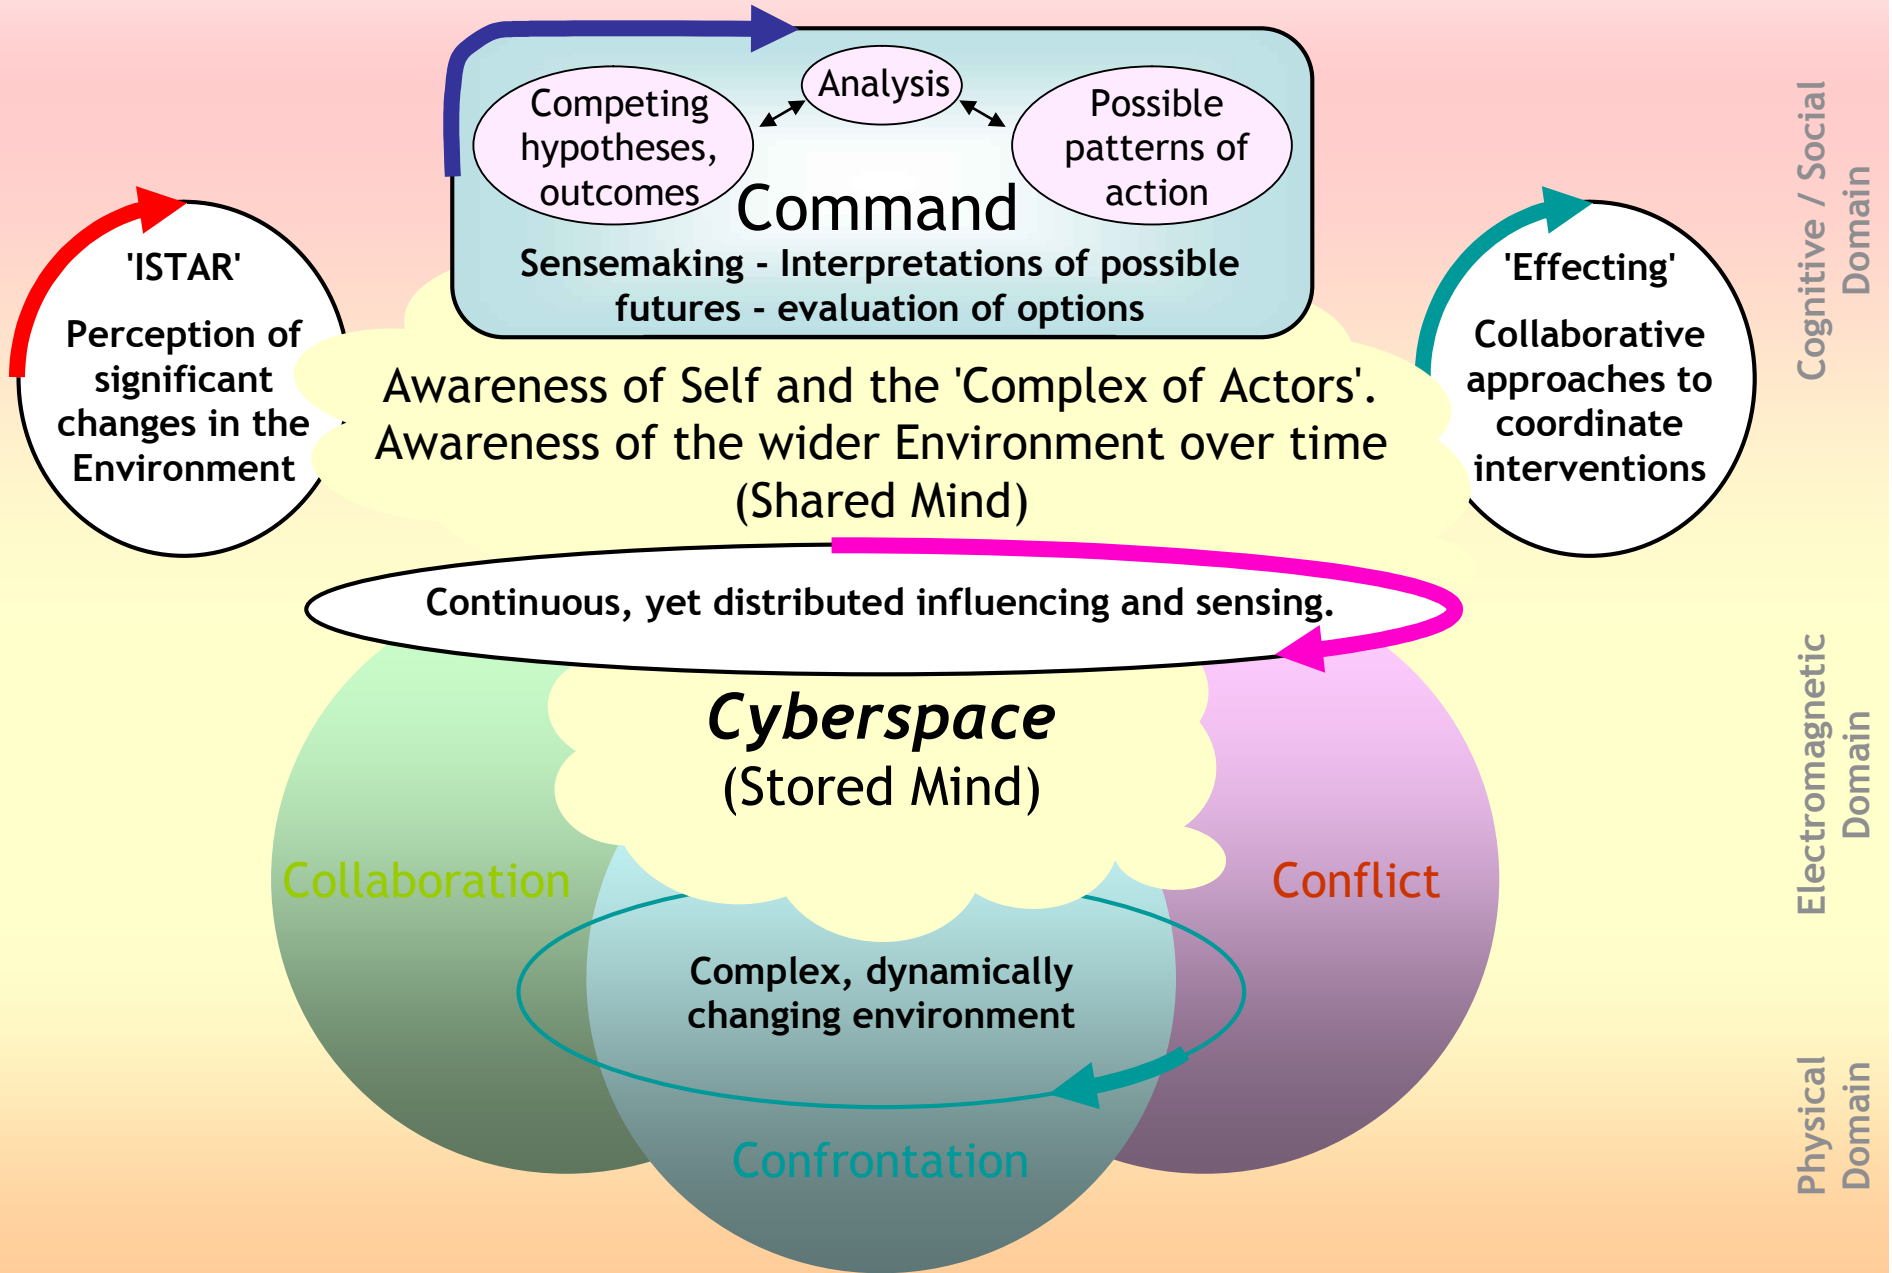 Competing
hypotheses,
outcomes
Analysis
Possible
patterns of
action
Command
Sensemaking - Interpretations of possible
futures - evaluation of options
'ISTAR'
Perception of
significant
changes in the
Environment
'Effecting'
Collaborative
approaches to
coordinate
interventions
Awareness of Self and the 'Complex of Actors'.
Awareness of the wider Environment over time
(Shared Mind)
Continuous, yet distributed influencing and sensing.
Cyberspace
(Stored Mind)
Collaboration
Conflict
Complex, dynamically
changing environment
Confrontation
Cognitive / Social
Domain
Electromagnetic
Domain
Physical
Domain